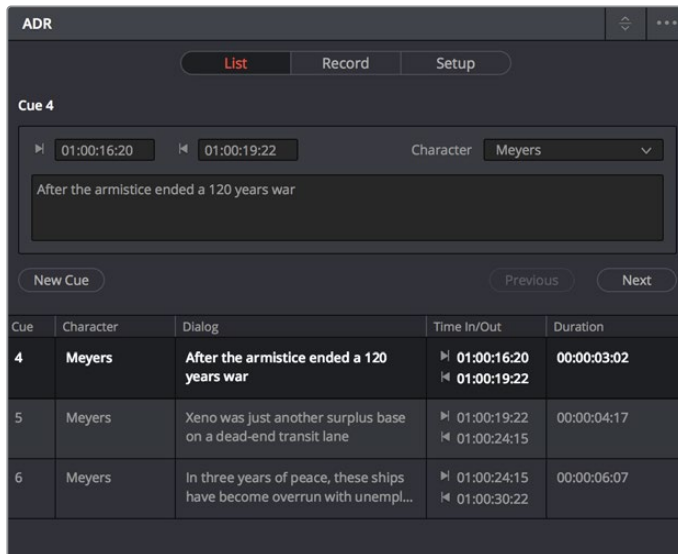 ADR
List Record Setup
Cue 4
01:00:16:20 01:00:19:22 Character Meyers
After the armistice ended a 120 years war
New Cue Previous Next
Cue Character Dialog Time In/Out Duration
4 Meyers After the armistice ended a 120 01:00:16:20 00:00:03:02
years war 01:00:19:22
5 Meyers Xeno was just another surplus base 01:00:19:22 00:00:04:17
on a dead-end transit lane 01:00:24:15
6 Meyers In three years of peace, these ships 01:00:24:15 00:00:06:07
have become overrun with unempl... 01:00:30:22